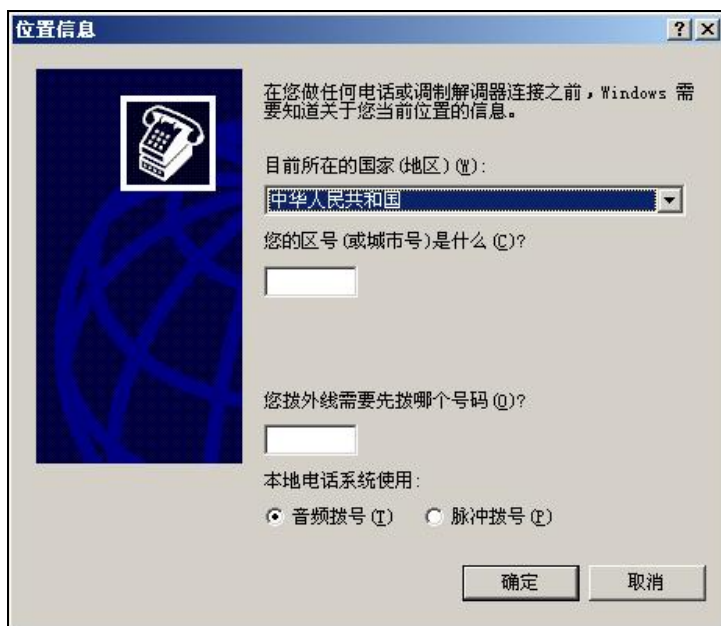 位置信息
在您做任何电话或调制解调器连接之前，Windows 需
要知道关于您当前位置的信息。
目前所在的国家(地区)(W):
中华人民共和国
您的区号(或城市号)是什么(C)?
您拨外线需要先拨哪个号码(O)?
本地电话系统使用:
音频拨号(T) 脉冲拨号(P)
确定 取消